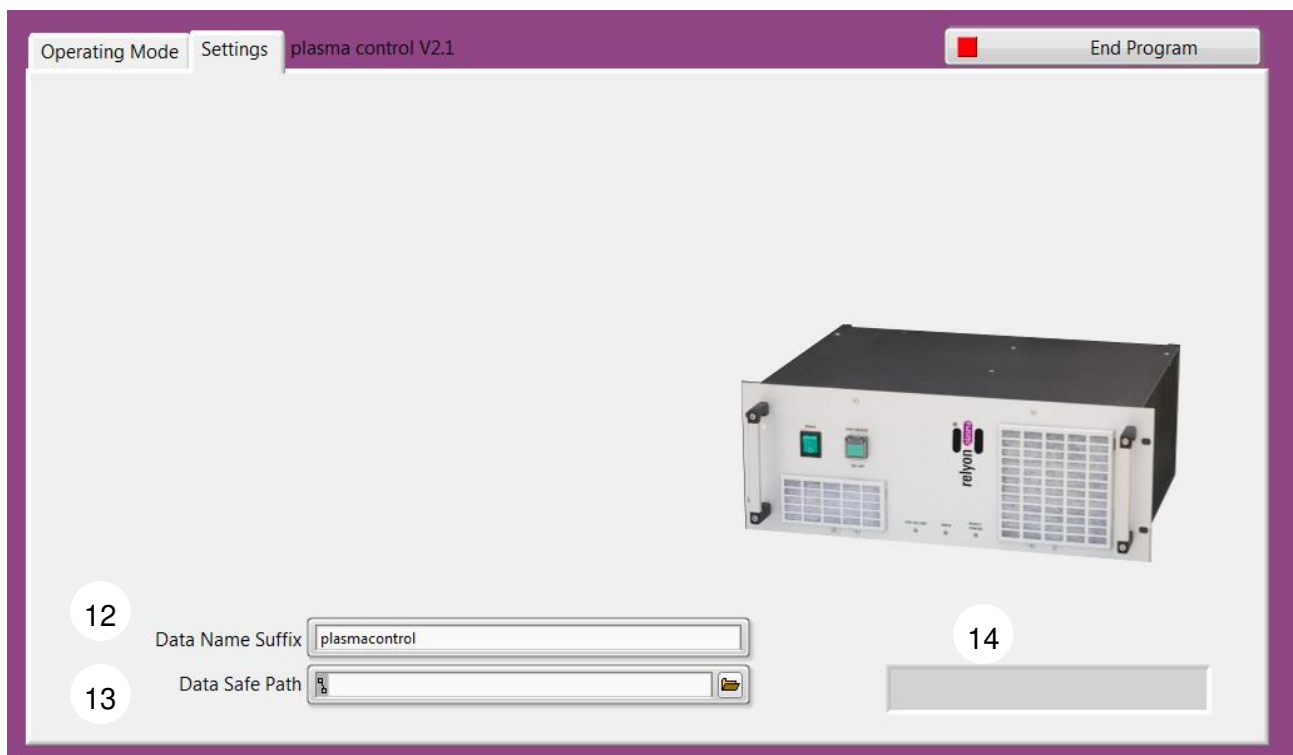 Operating Mode Settings plasma control V2.1 End Program
relyon plasma
12
Data Name Suffix plasmacontrol
14
Data Safe Path
13